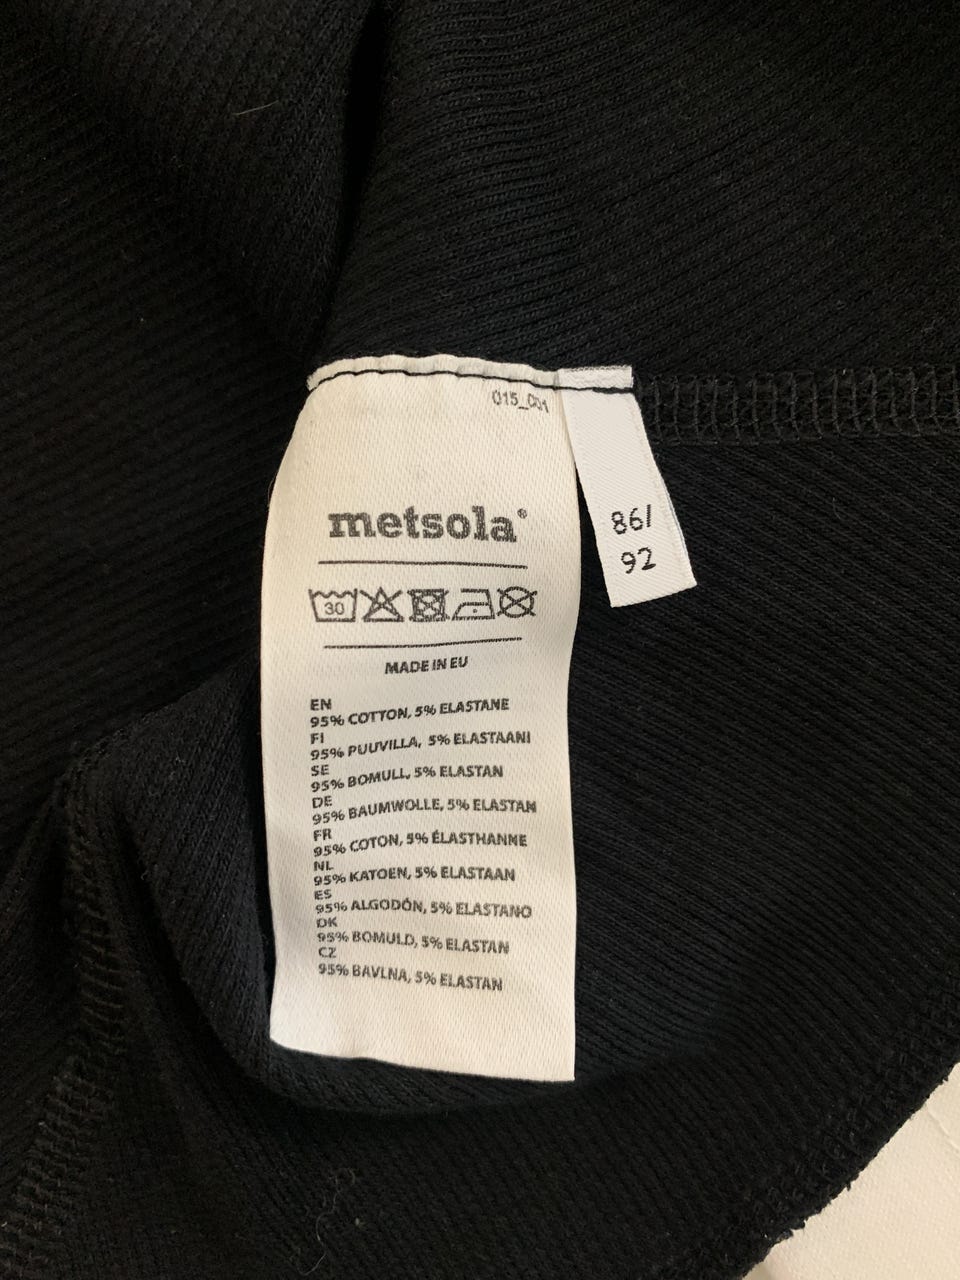 015_001
metsola®
86/
92
30
MADE IN EU
EN
95% COTTON, 5% ELASTANE
FI
95% PUUVILLA, 5% ELASTAANI
SE
95% BOMULL, 5% ELASTAN
DE
95% BAUMWOLLE, 5% ELASTAN
FR
95% COTON, 5% ÉLASTHANNE
NL
95% KATOEN, 5% ELASTAAN
ES
95% ALGODÓN, 5% ELASTANO
DK
95% BOMULD, 5% ELASTAN
CZ
95% BAVLNA, 5% ELASTAN